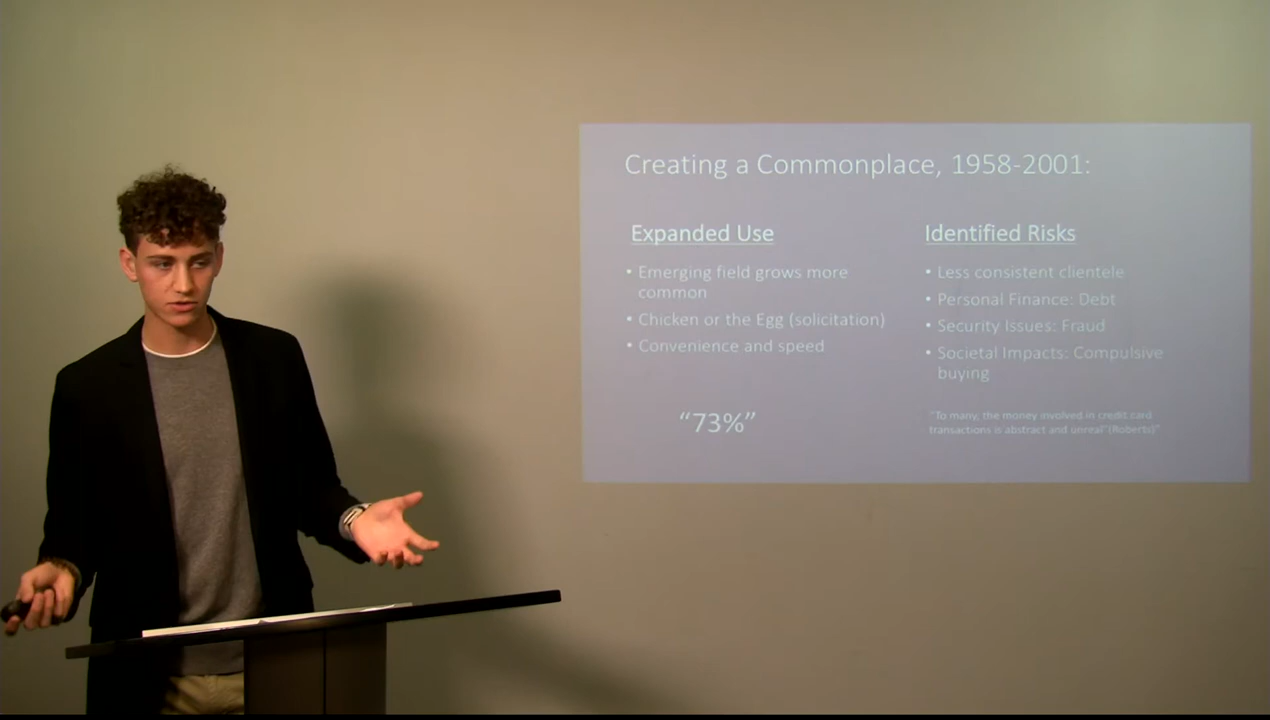 Creating a Commonplace, 1958-2001:
Expanded Use
• Emerging field grows more
common
• Chicken or the Egg (solicitation)
• Convenience and speed
"73%"
Identified Risks
• Less consistent clientele
• Personal Finance: Debt
• Security Issues: Fraud
• Societal Impacts: Compulsive
buying
"To many, the money involved in credit card
transactions is abstract and unreal"(Roberts)"